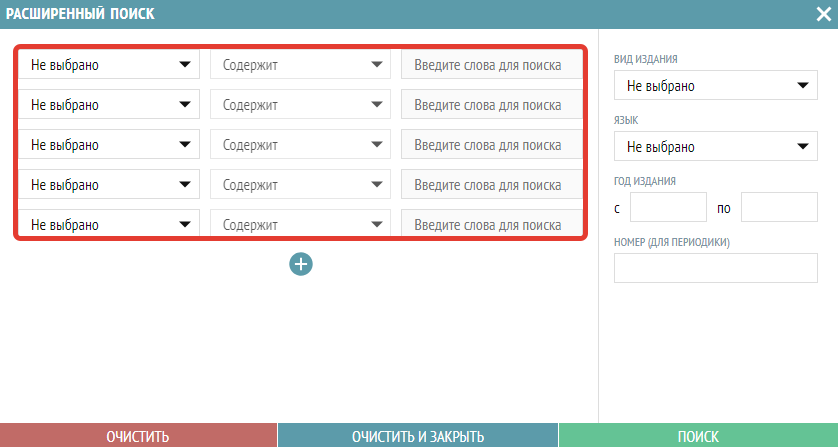 РАСШИРЕННЫЙ ПОИСК
Не выбрано Содержит Введите слова для поиска
Не выбрано Содержит Введите слова для поиска
Не выбрано Содержит Введите слова для поиска
Не выбрано Содержит Введите слова для поиска
Не выбрано Содержит Введите слова для поиска
ВИД ИЗДАНИЯ
Не выбрано
ЯЗЫК
Не выбрано
ГОД ИЗДАНИЯ
с по
НОМЕР (ДЛЯ ПЕРИОДИКИ)
ОЧИСТИТЬ ОЧИСТИТЬ И ЗАКРЫТЬ ПОИСК